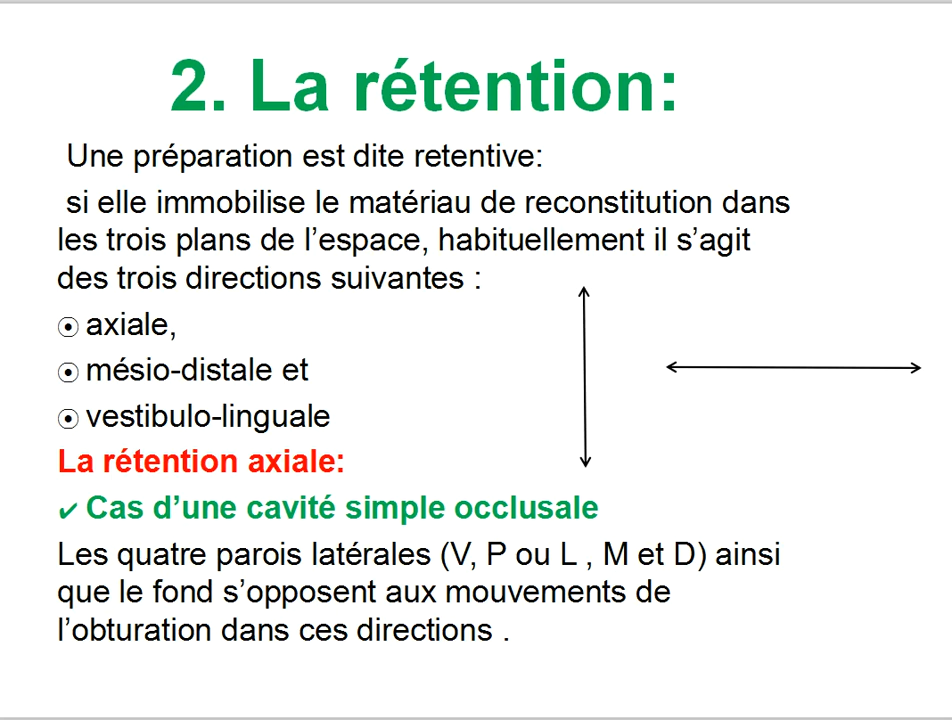 2. La rétention:
Une préparation est dite retentive:
si elle immobilise le matériau de reconstitution dans
les trois plans de l’espace, habituellement il s’agit
des trois directions suivantes :
axiale,
mésio-distale et
vestibulo-linguale
La rétention axiale:
✔ Cas d’une cavité simple occlusale
Les quatre parois latérales (V, P ou L , M et D) ainsi
que le fond s’opposent aux mouvements de
l’obturation dans ces directions .